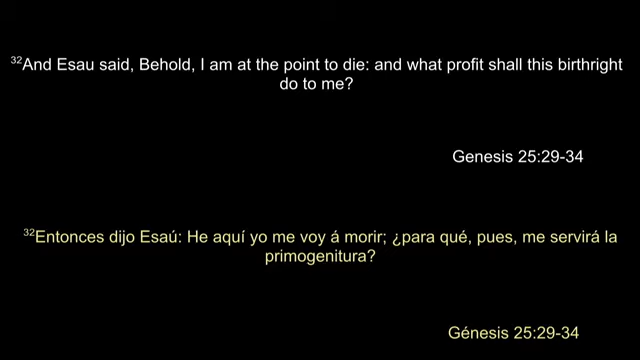 32And Esau said, Behold, I am at the point to die: and what profit shall this birthright
do to me?
Genesis 25:29-34
32Entonces dijo Esaú: He aquí yo me voy á morir; ¿para qué, pues, me servirá la
primogenitura?
Génesis 25:29-34